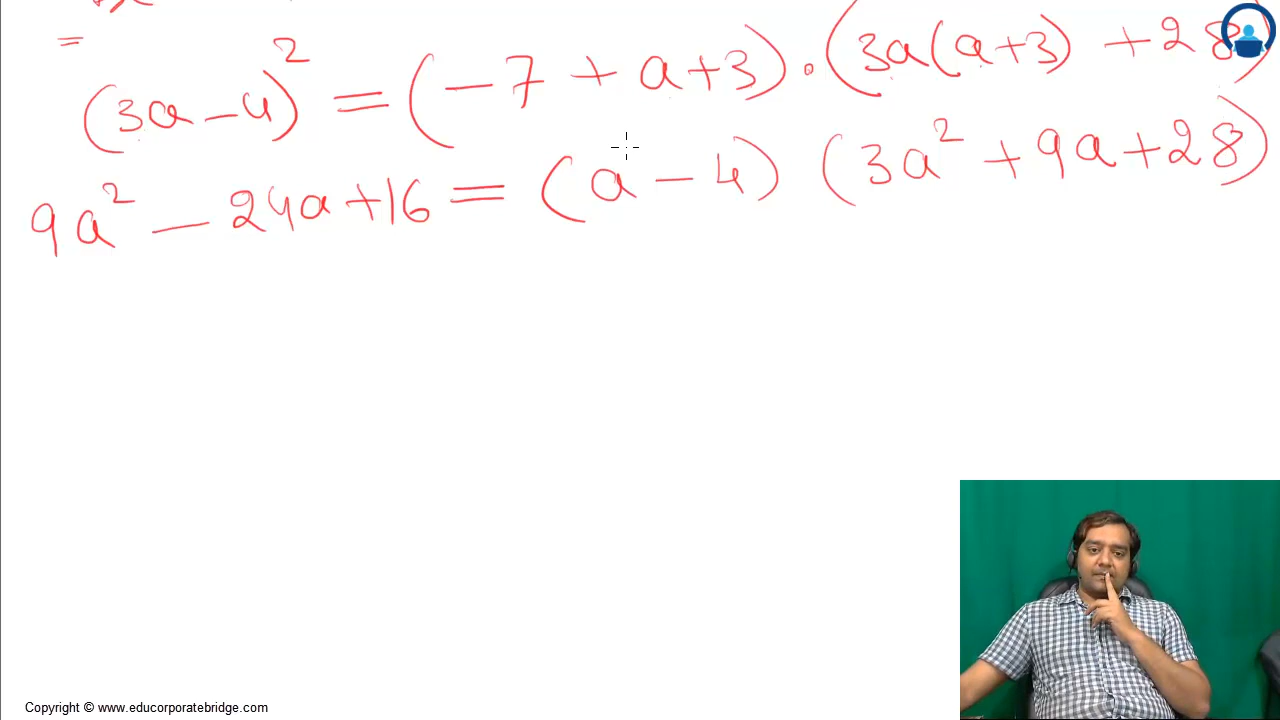 =
(3a-4)² = (-7+a+3)·(3a(a+3)+28)
9a²-24a+16 = (a-4) (3a²+9a+28)
Copyright © www.educorporatebridge.com